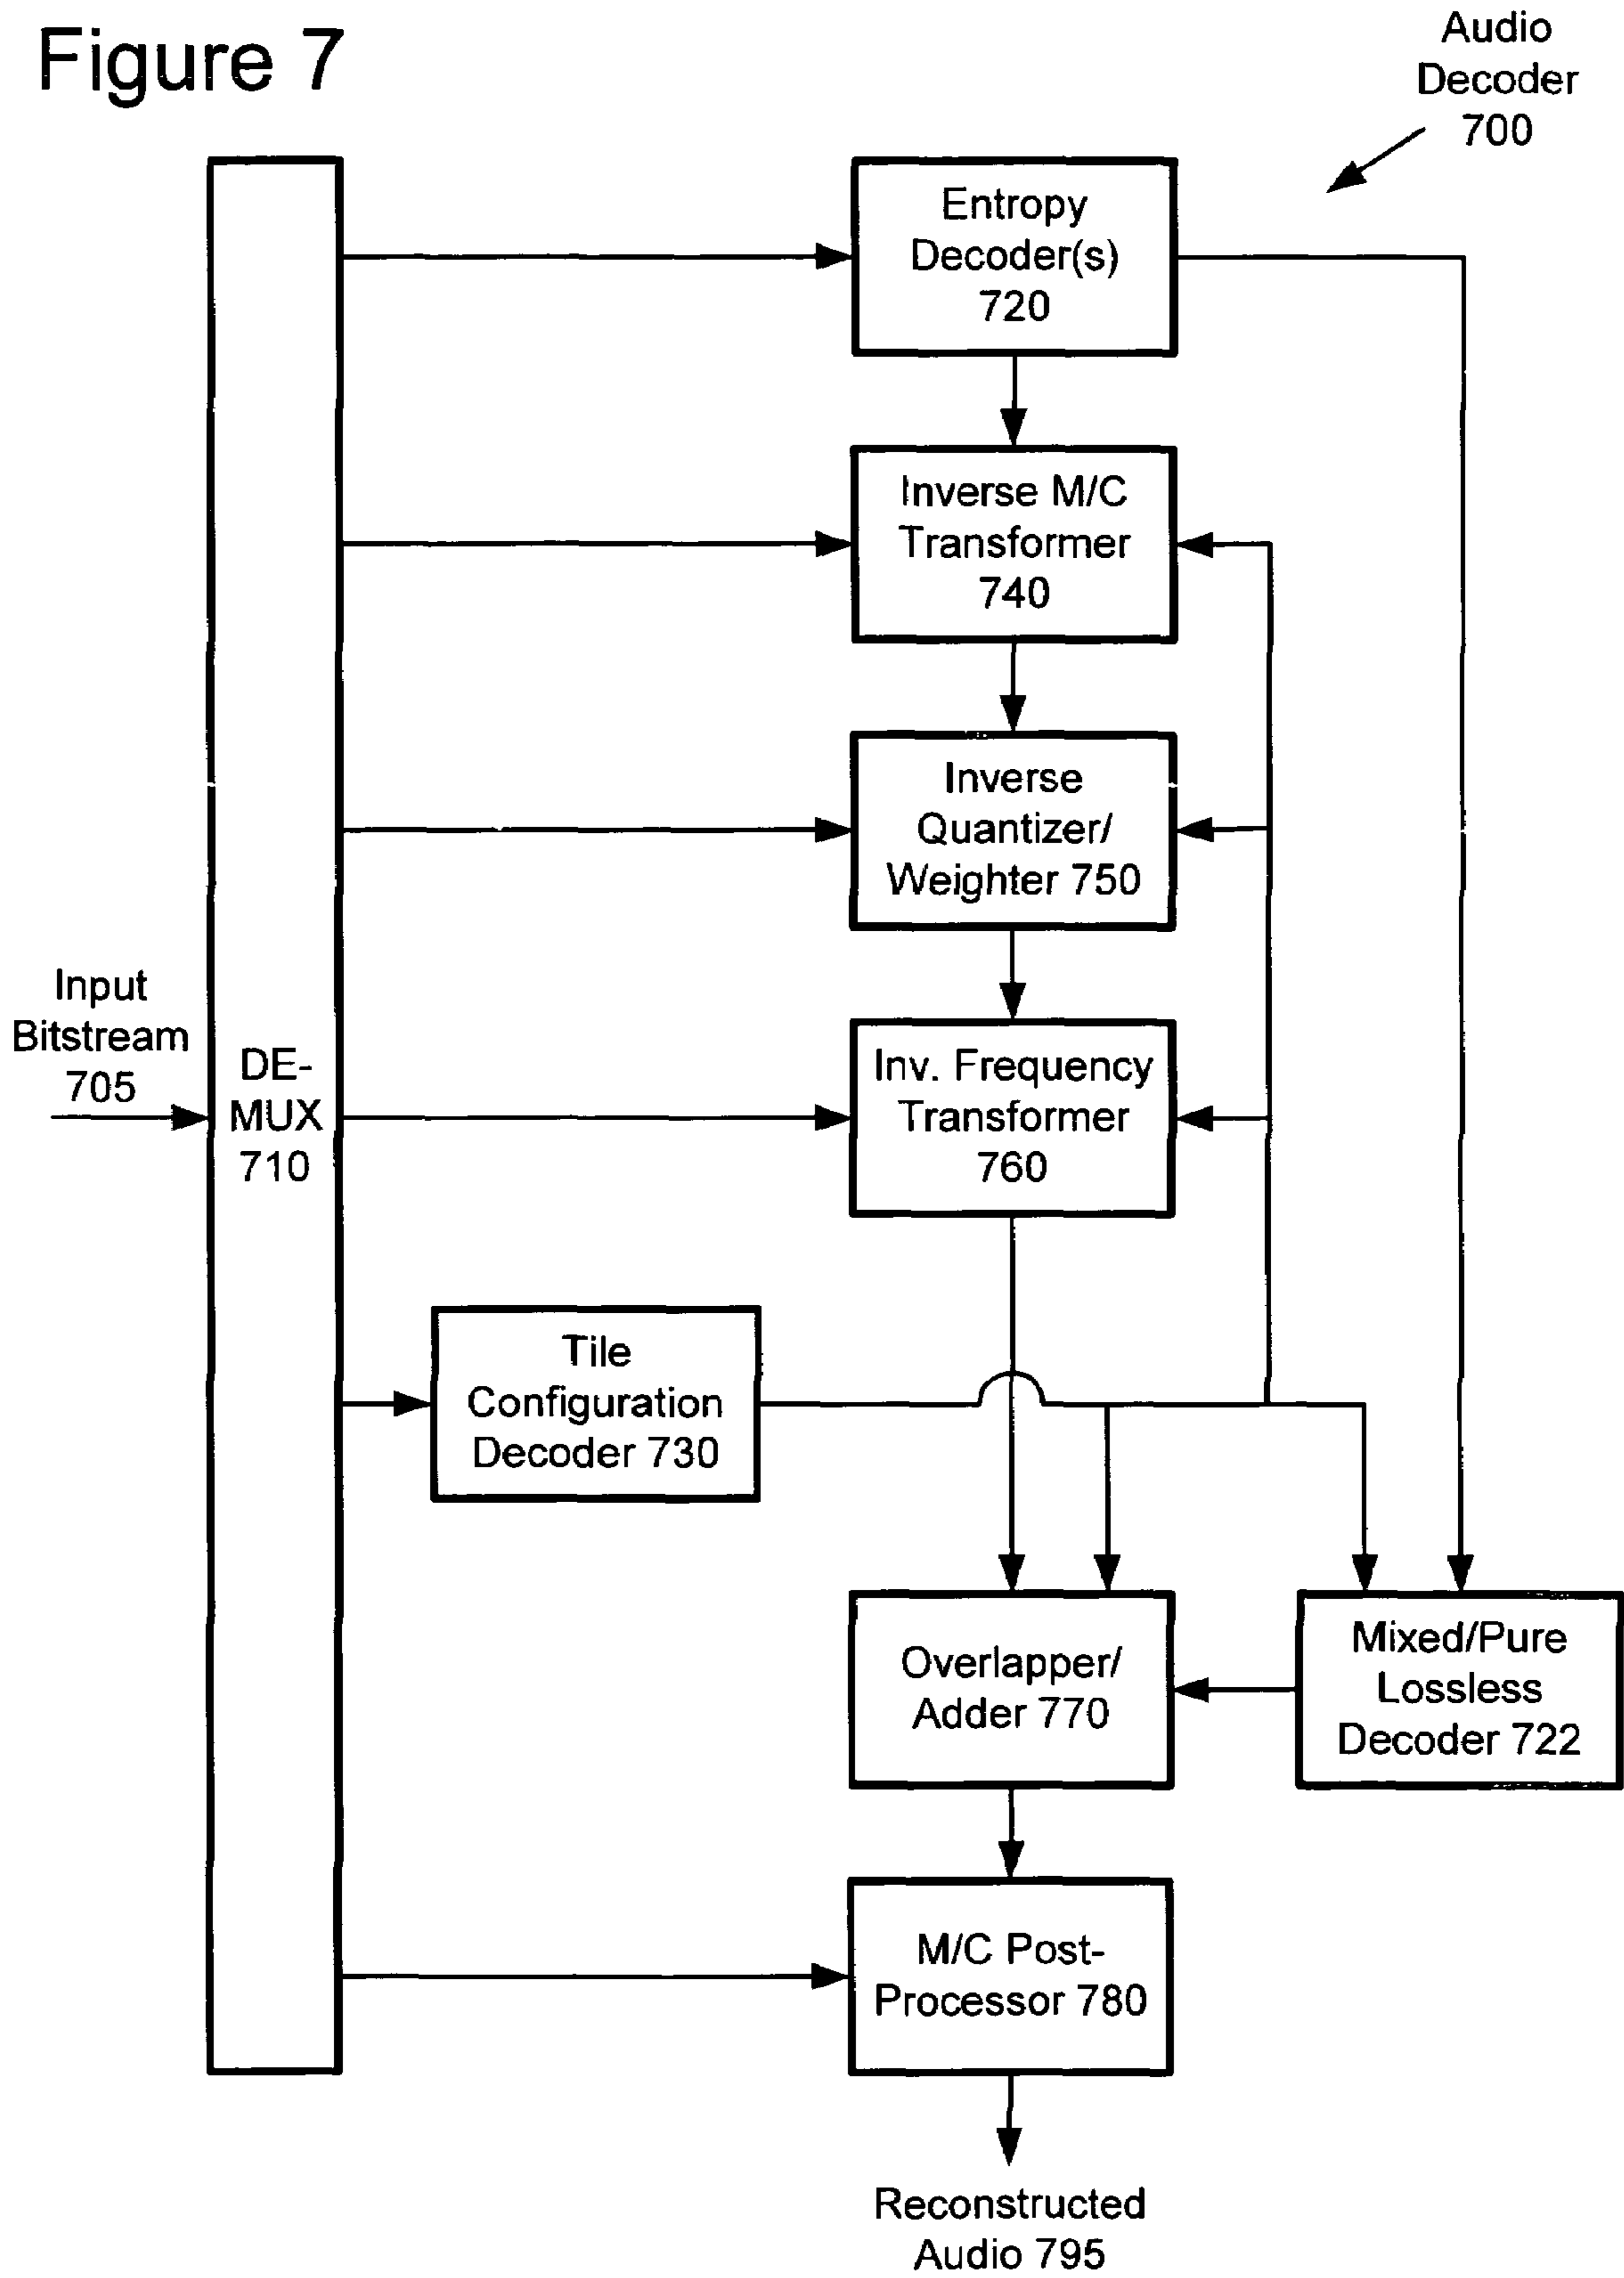 Figure 7
Audio
Decoder
700
Entropy
Decoder(s)
720
Inverse M/C
Transformer
740
Inverse
Quantizer/
Weighter 750
Input
Bitstream
705
DE-
MUX
710
Inv. Frequency
Transformer
760
Tile
Configuration
Decoder 730
Overlapper/
Adder 770
Mixed/Pure
Lossless
Decoder 722
M/C Post-
Processor 780
Reconstructed
Audio 795